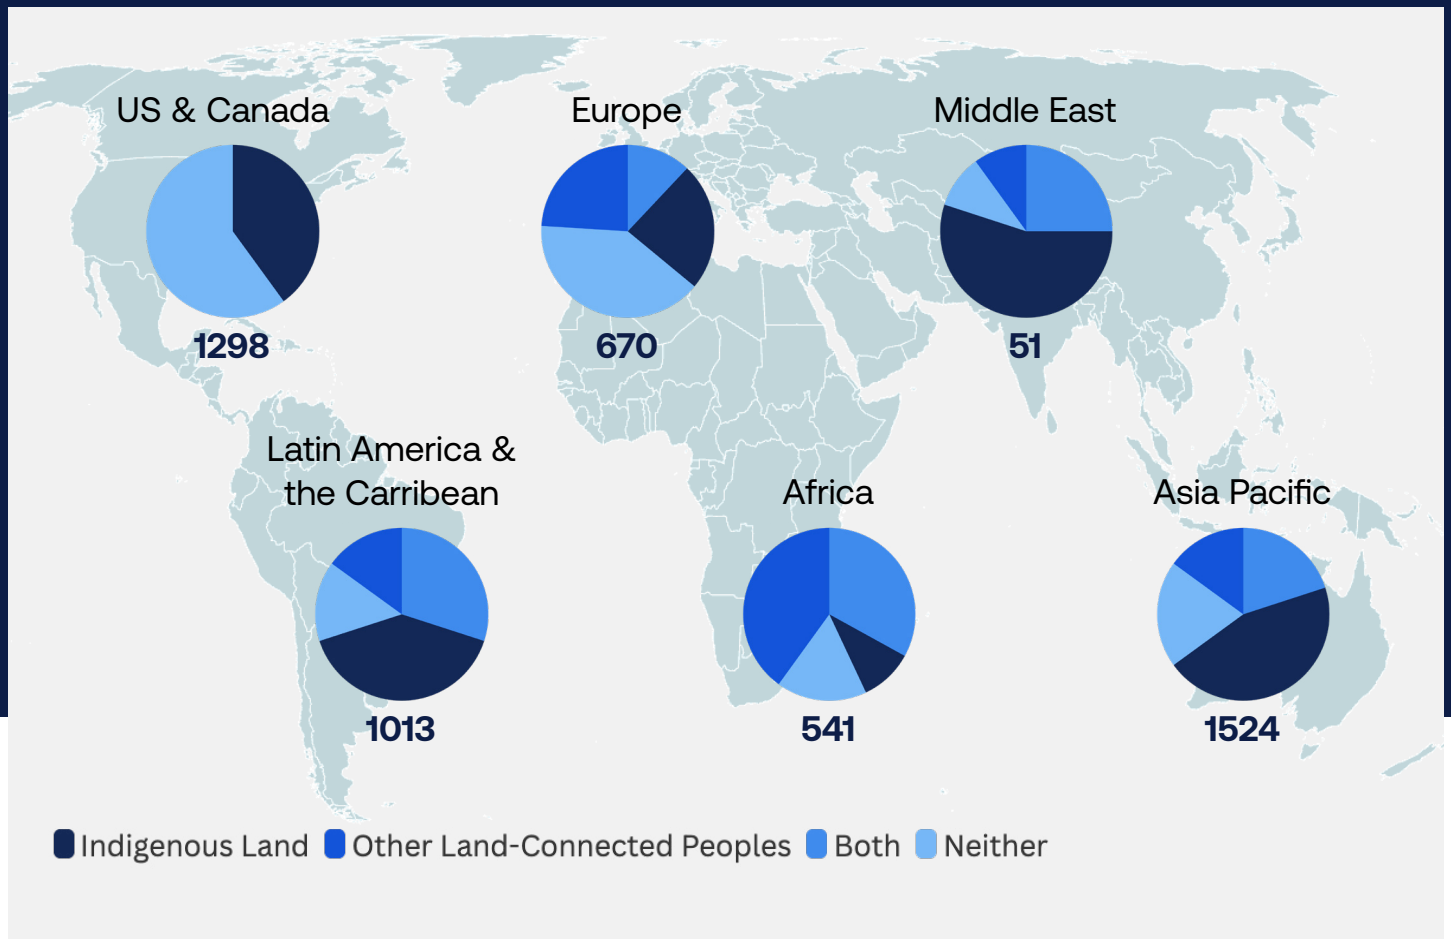 US & Canada
1298
Europe
670
Middle East
51
Latin America &
the Carribean
1013
Africa
541
Asia Pacific
1524
Indigenous Land Other Land-Connected Peoples Both Neither